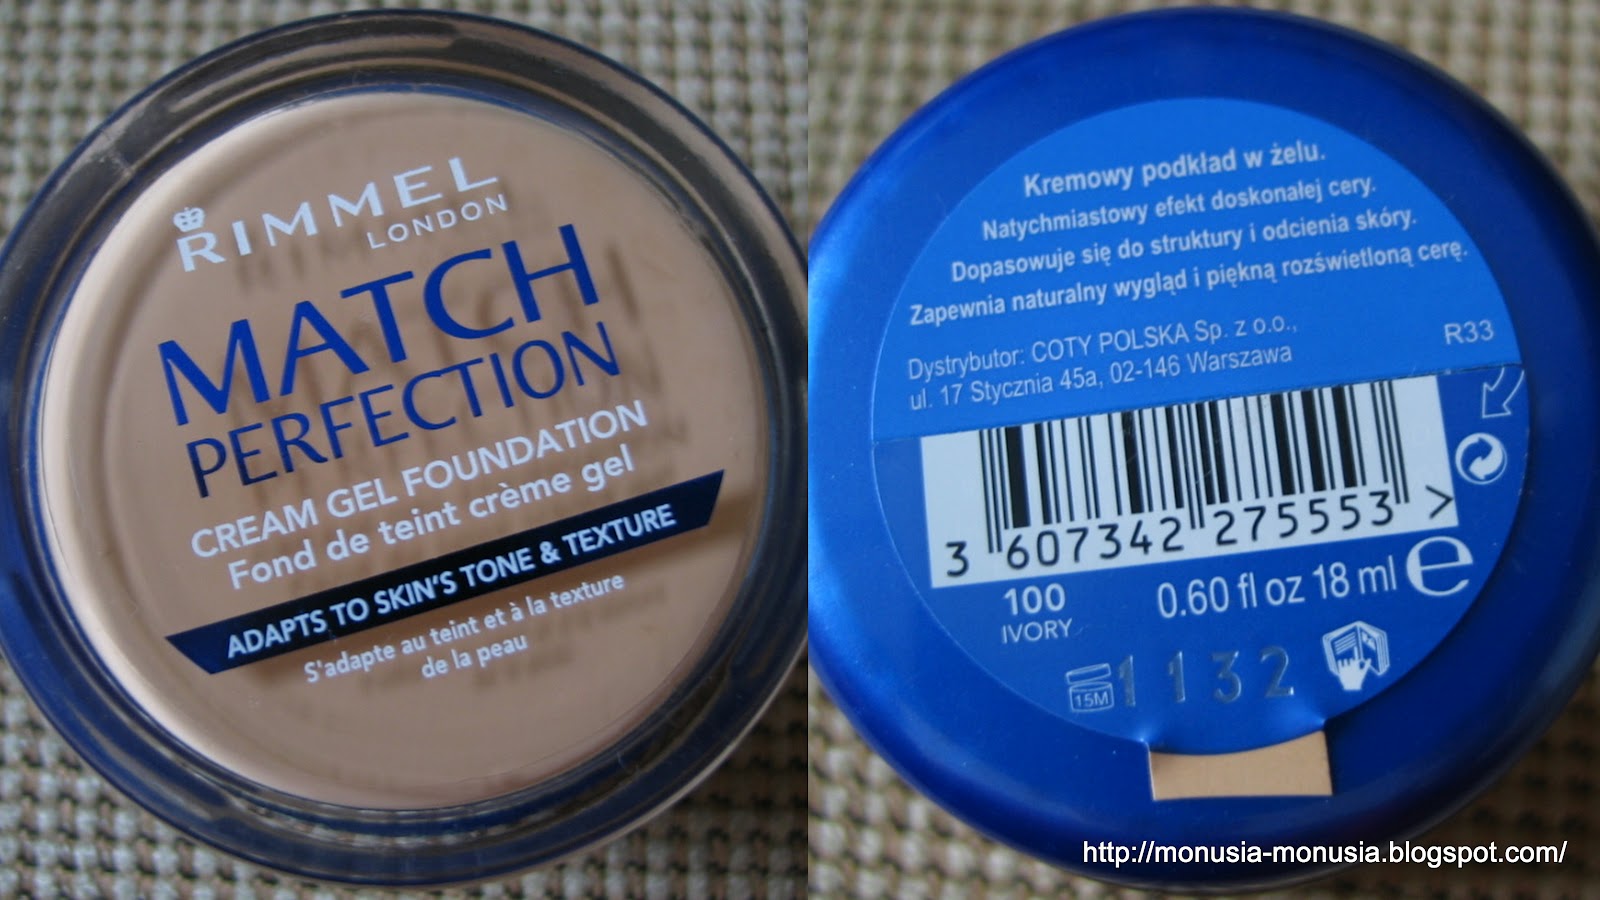 RIMMEL
LONDON
MATCH
PERFECTION
CREAM GEL FOUNDATION
Fond de teint crème gel
ADAPTS TO SKIN'S TONE & TEXTURE
S'adapte au teint et à la texture
de la peau
Kremowy podkład w żelu.
Natychmiastowy efekt doskonałej cery.
Dopasowuje się do struktury i odcienia skóry.
Zapewnia naturalny wygląd i piękną rozświetloną cerę.
Dystrybutor: COTY POLSKA Sp. z o.o.,
ul. 17 Stycznia 45a, 02-146 Warszawa
R33
3 607342 275553 >
100
IVORY
0.60 fl oz 18 ml e
15M
1132
http://monusia-monusia.blogspot.com/